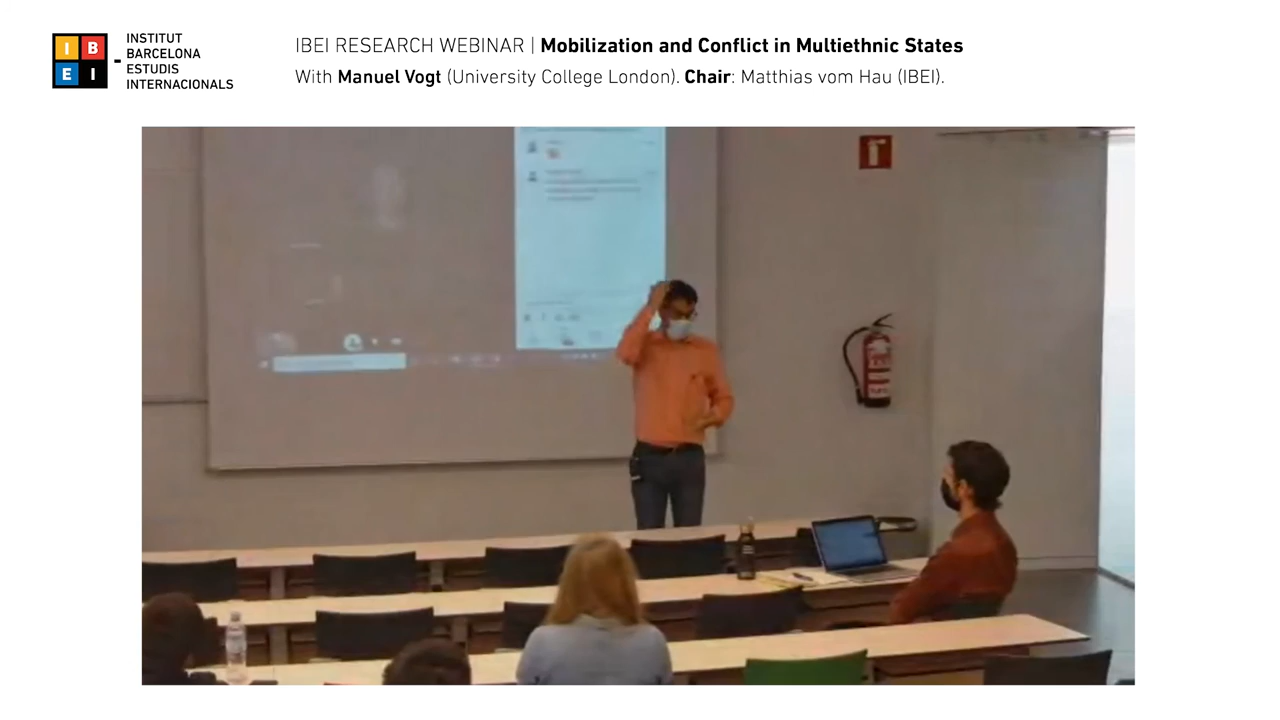 I B
E I
INSTITUT
BARCELONA
ESTUDIS
INTERNACIONALS
IBEI RESEARCH WEBINAR | Mobilization and Conflict in Multiethnic States
With Manuel Vogt (University College London). Chair: Matthias vom Hau (IBEI).